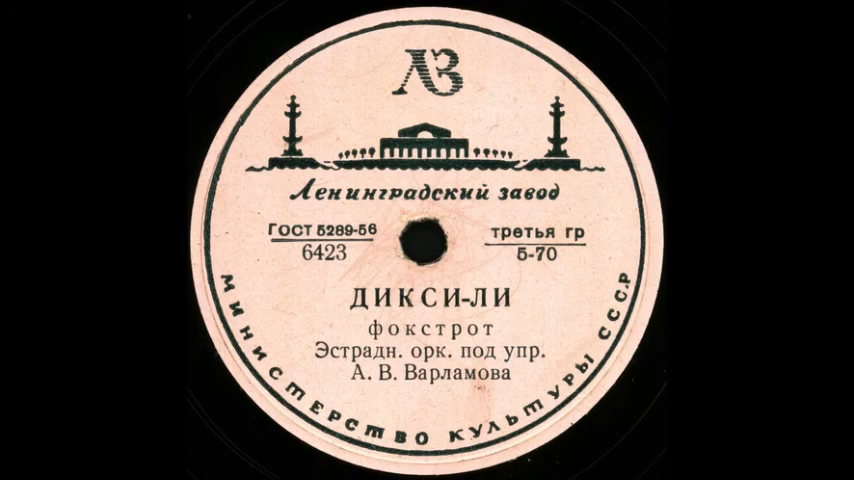 ЛЗ
Ленинградский завод
ГОСТ 5289-56
6423
третья гр
5-70
ДИКСИ-ЛИ
фокстрот
Эстрадн. орк. под упр.
А. В. Варламова
МИНИСТЕРСТВО КУЛЬТУРЫ СССР